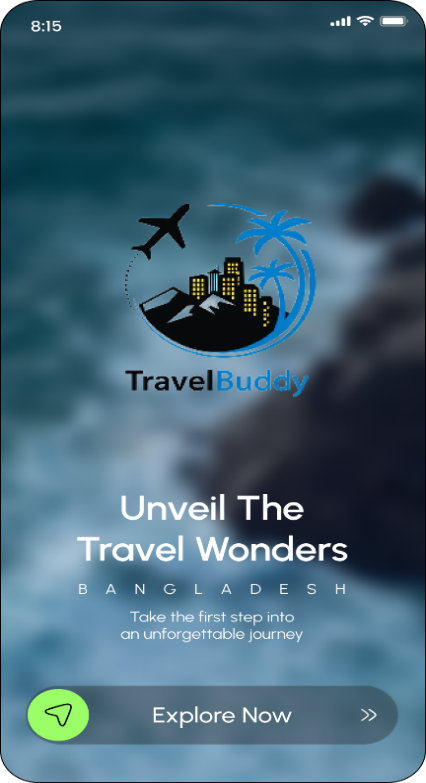 8:15
TravelBuddy
Unveil The
Travel Wonders
BANGLADESH
Take the first step into
an unforgettable journey
Explore Now